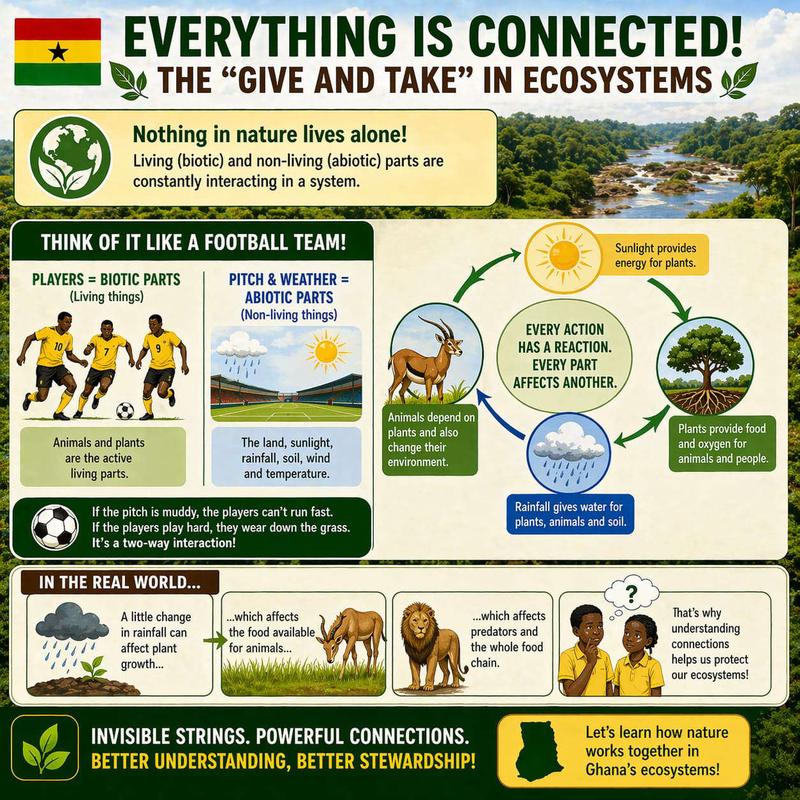 EVERYTHING IS CONNECTED!
THE “GIVE AND TAKE” IN ECOSYSTEMS
Nothing in nature lives alone!
Living (biotic) and non-living (abiotic) parts are
constantly interacting in a system.
THINK OF IT LIKE A FOOTBALL TEAM!
PLAYERS = BIOTIC PARTS
(Living things)
10
7
9
Animals and plants
are the active
living parts.
PITCH & WEATHER =
ABIOTIC PARTS
(Non-living things)
The land, sunlight,
rainfall, soil, wind
and temperature.
If the pitch is muddy, the players can’t run fast.
If the players play hard, they wear down the grass.
It’s a two-way interaction!
Sunlight provides
energy for plants.
EVERY ACTION
HAS A REACTION.
EVERY PART
AFFECTS ANOTHER.
Animals depend on
plants and also
change their
environment.
Plants provide food
and oxygen for
animals and people.
Rainfall gives water for
plants, animals and soil.
IN THE REAL WORLD...
A little change
in rainfall can
affect plant
growth...
...which affects
the food available
for animals...
...which affects
predators and
the whole food
chain.
?
That’s why
understanding
connections
helps us protect
our ecosystems!
INVISIBLE STRINGS. POWERFUL CONNECTIONS.
BETTER UNDERSTANDING, BETTER STEWARDSHIP!
Let’s learn how nature
works together in
Ghana’s ecosystems!